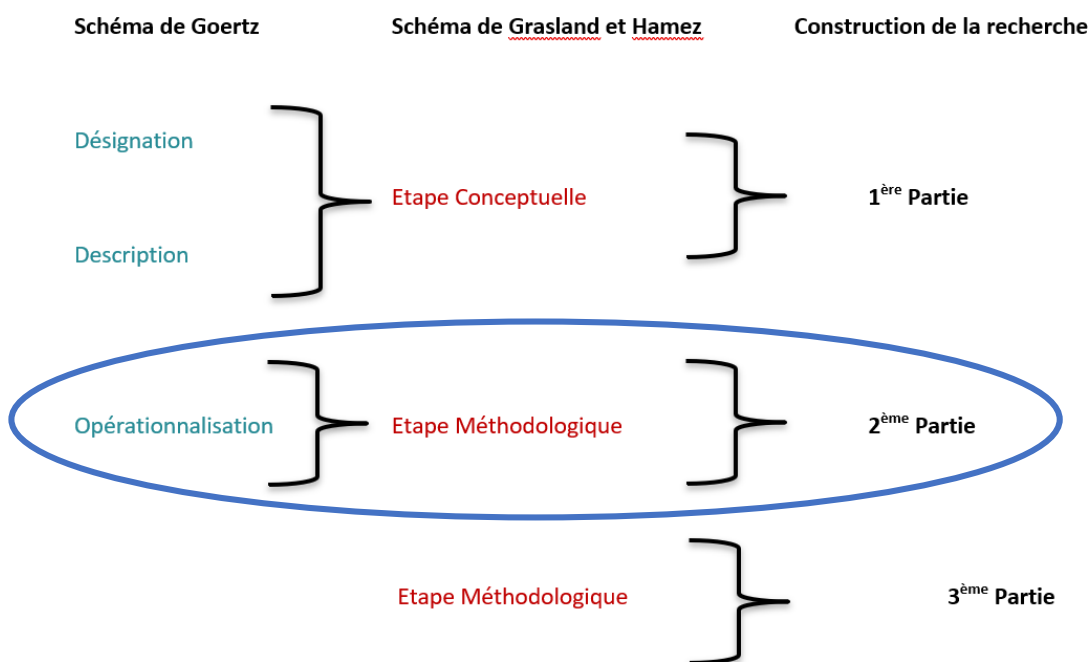 Schéma de Goertz Schéma de Grasland et Hamez Construction de la recherche
Désignation
Etape Conceptuelle 1ère Partie
Description
Opérationnalisation Etape Méthodologique 2ème Partie
Etape Méthodologique 3ème Partie